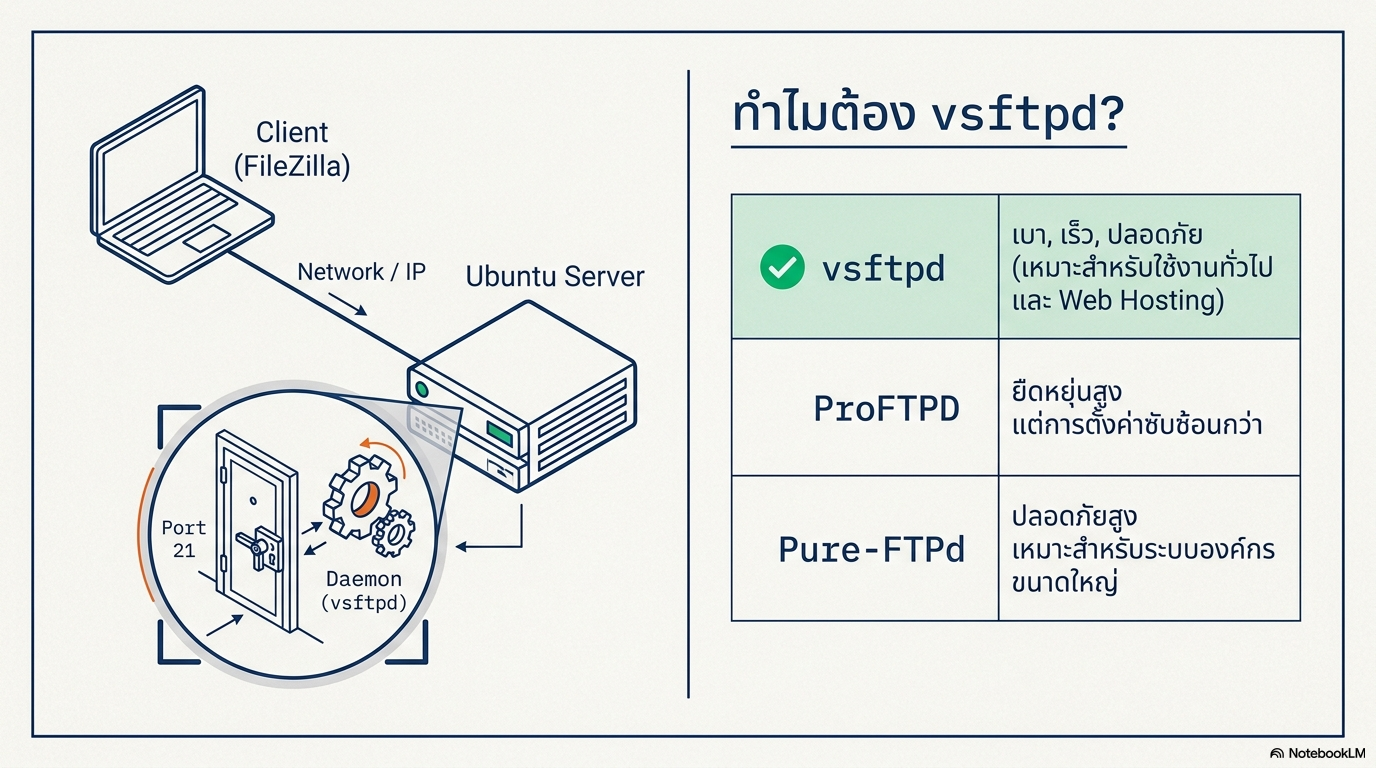 Client
(FileZilla)
Network / IP
Ubuntu Server
Port
21
Daemon
(vsftpd)
ทำไมต้อง vsftpd?
vsftpd
เบา, เร็ว, ปลอดภัย
(เหมาะสำหรับใช้งานทั่วไป
และ Web Hosting)
ProFTPD
ยืดหยุ่นสูง
แต่การตั้งค่าซับซ้อนกว่า
Pure-FTPd
ปลอดภัยสูง
เหมาะสำหรับระบบองค์กร
ขนาดใหญ่
NotebookLM